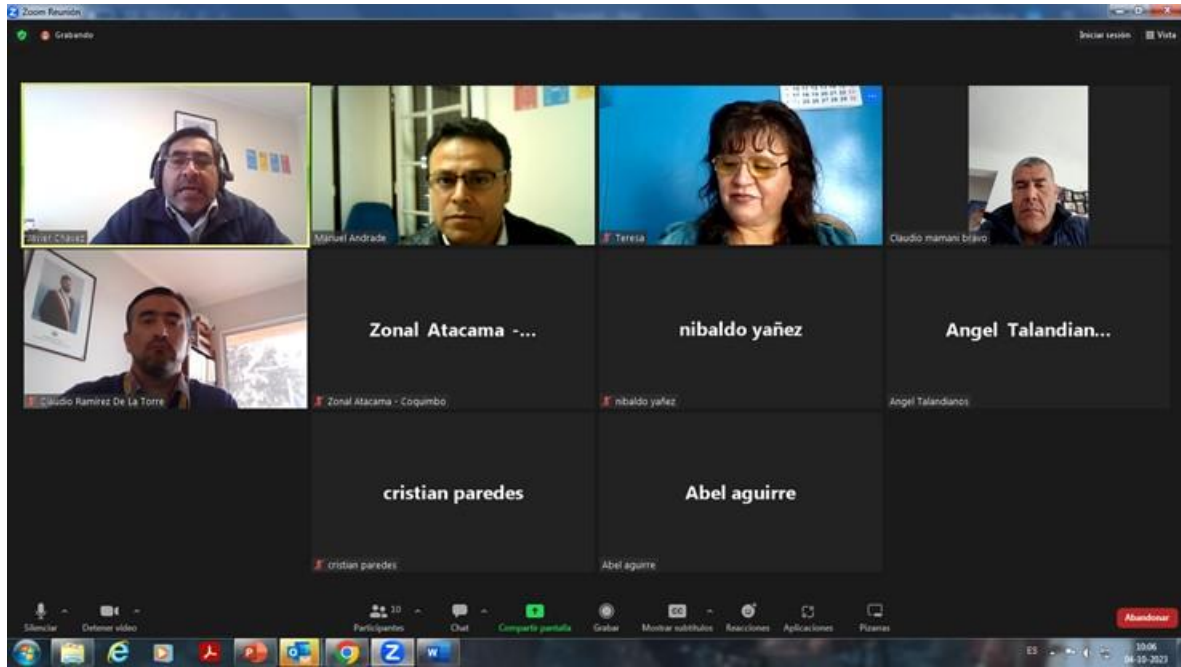 Zoom Reunión
Grabando
Iniciar sesión
Vista
Javier Chavez
Manuel Andrade
Teresa
Claudio mamani bravo
Claudio Ramirez De La Torre
Zonal Atacama -...
Zonal Atacama - Coquimbo
nibaldo yañez
nibaldo yañez
Angel Talandian...
Angel Talandianos
cristian paredes
cristian paredes
Abel aguirre
Abel aguirre
Silenciar
Detener video
10
Participantes
Chat
Compartir pantalla
Grabar
CC
Mostrar subtítulos
Reacciones
Aplicaciones
Pizarras
Abandonar
ES
10:06
04-10-2023